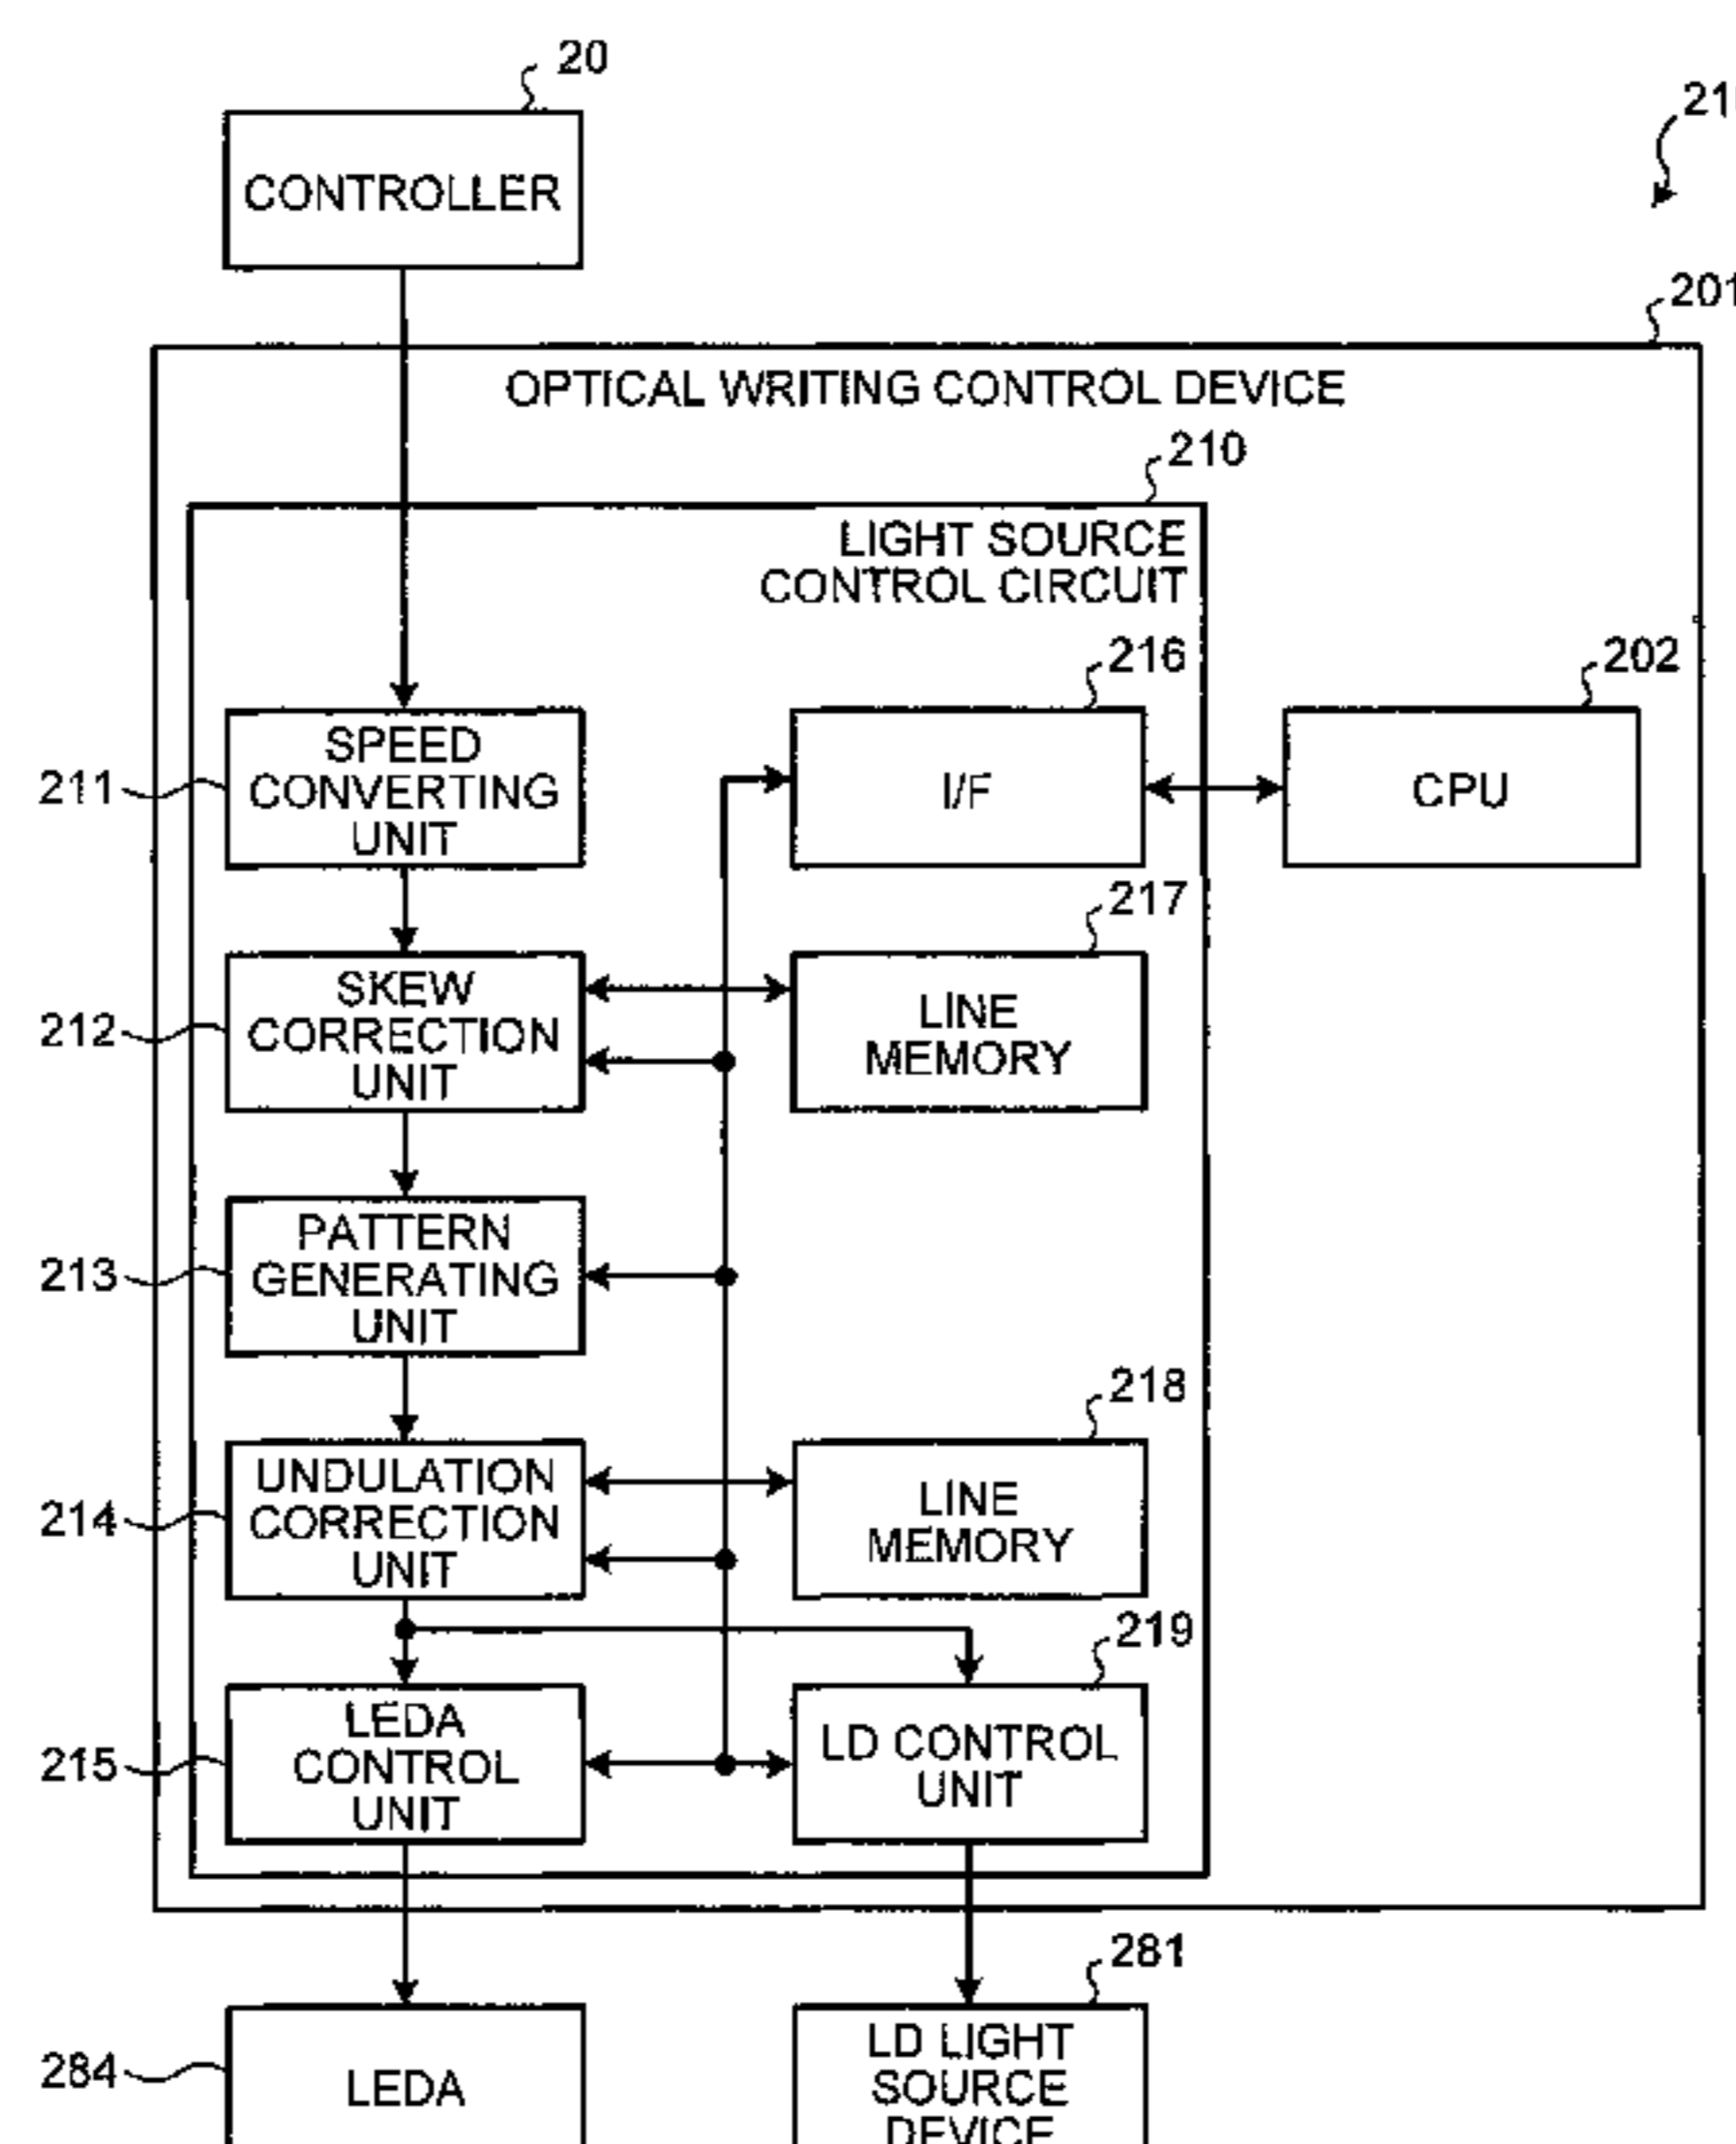 20
CONTROLLER
201
OPTICAL WRITING CONTROL DEVICE
210
LIGHT SOURCE
CONTROL CIRCUIT
216
202
211
SPEED
CONVERTING
UNIT
I/F
CPU
217
212
SKEW
CORRECTION
UNIT
LINE
MEMORY
213
PATTERN
GENERATING
UNIT
218
214
UNDULATION
CORRECTION
UNIT
LINE
MEMORY
219
215
LEDA
CONTROL
UNIT
LD CONTROL
UNIT
281
284
LEDA
LD LIGHT
SOURCE
DEVICE